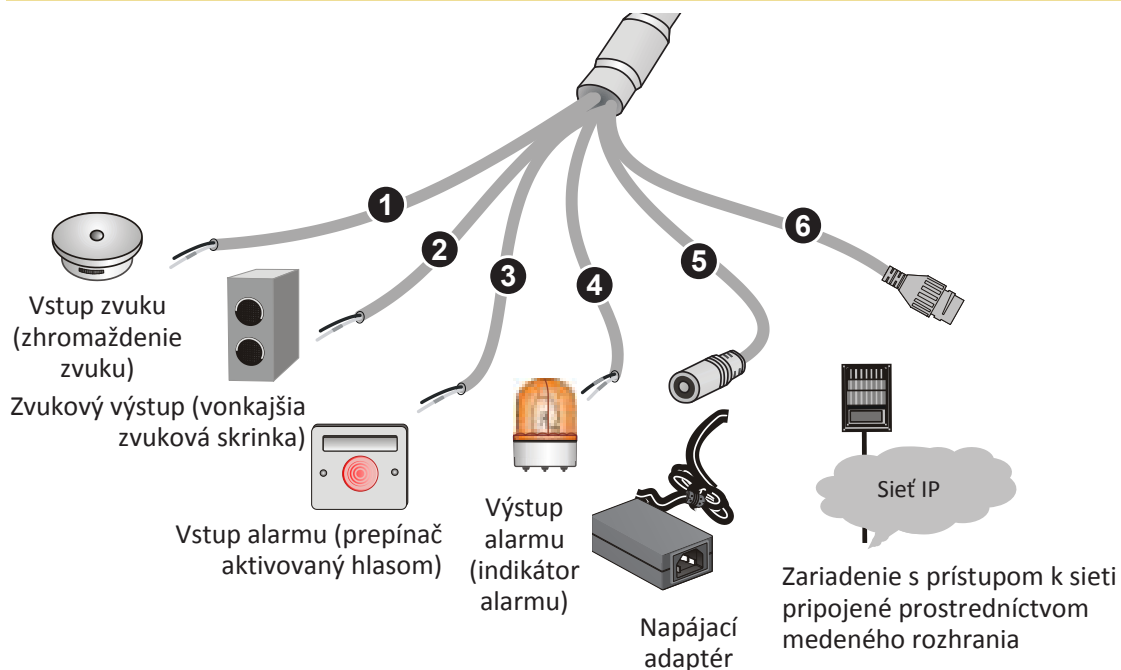 1
2
3
4
5
6
Vstup zvuku
(zhromaždenie
zvuku)
Zvukový výstup (vonkajšia
zvuková skrinka)
Vstup alarmu (prepínač
aktivovaný hlasom)
Výstup
alarmu
(indikátor
alarmu)
Napájací
adaptér
Sieť IP
Zariadenie s prístupom k sieti
pripojené prostredníctvom
medeného rozhrania